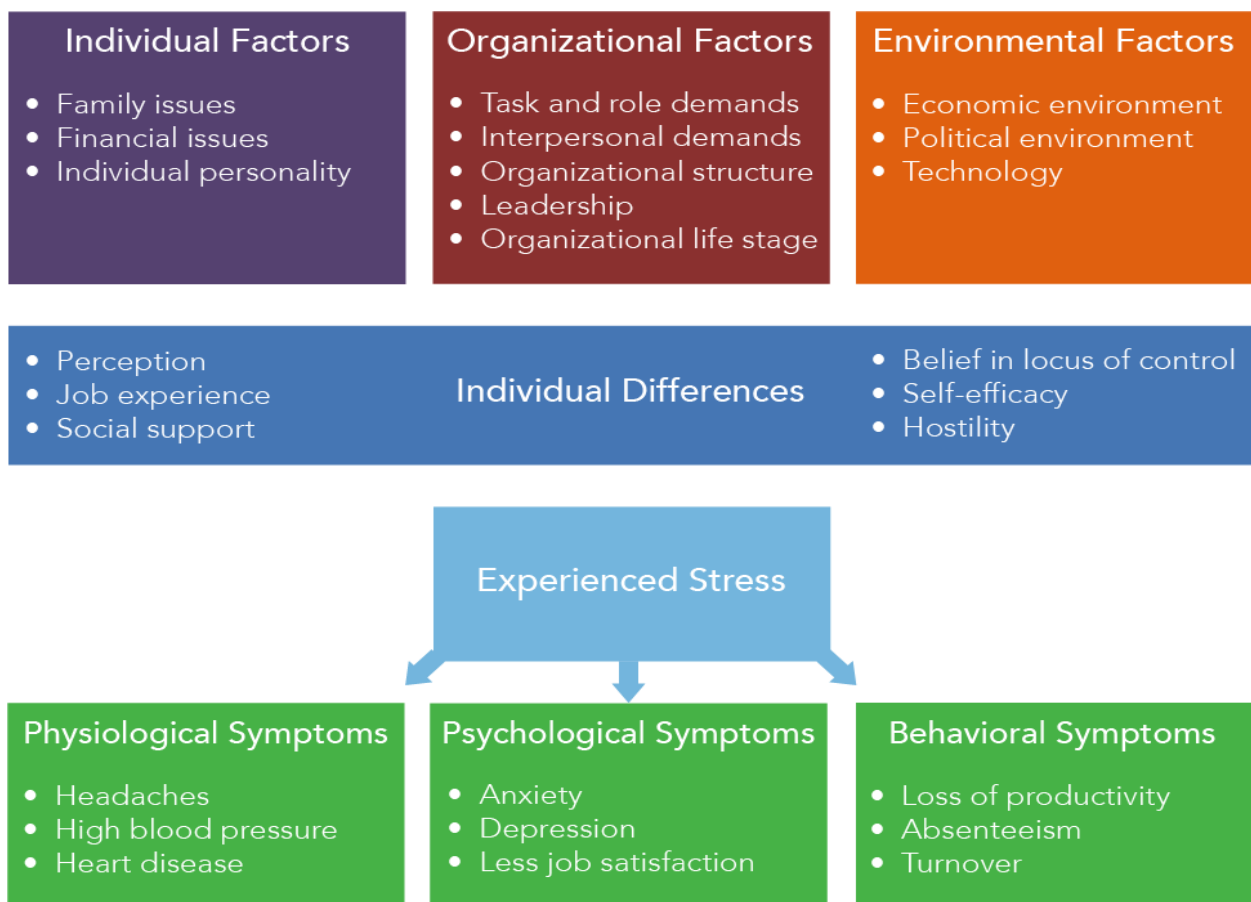 Individual Factors
• Family issues
• Financial issues
• Individual personality
Organizational Factors
• Task and role demands
• Interpersonal demands
• Organizational structure
• Leadership
• Organizational life stage
Environmental Factors
• Economic environment
• Political environment
• Technology
• Perception
• Job experience
• Social support
Individual Differences
• Belief in locus of control
• Self-efficacy
• Hostility
Experienced Stress
Physiological Symptoms
• Headaches
• High blood pressure
• Heart disease
Psychological Symptoms
• Anxiety
• Depression
• Less job satisfaction
Behavioral Symptoms
• Loss of productivity
• Absenteeism
• Turnover